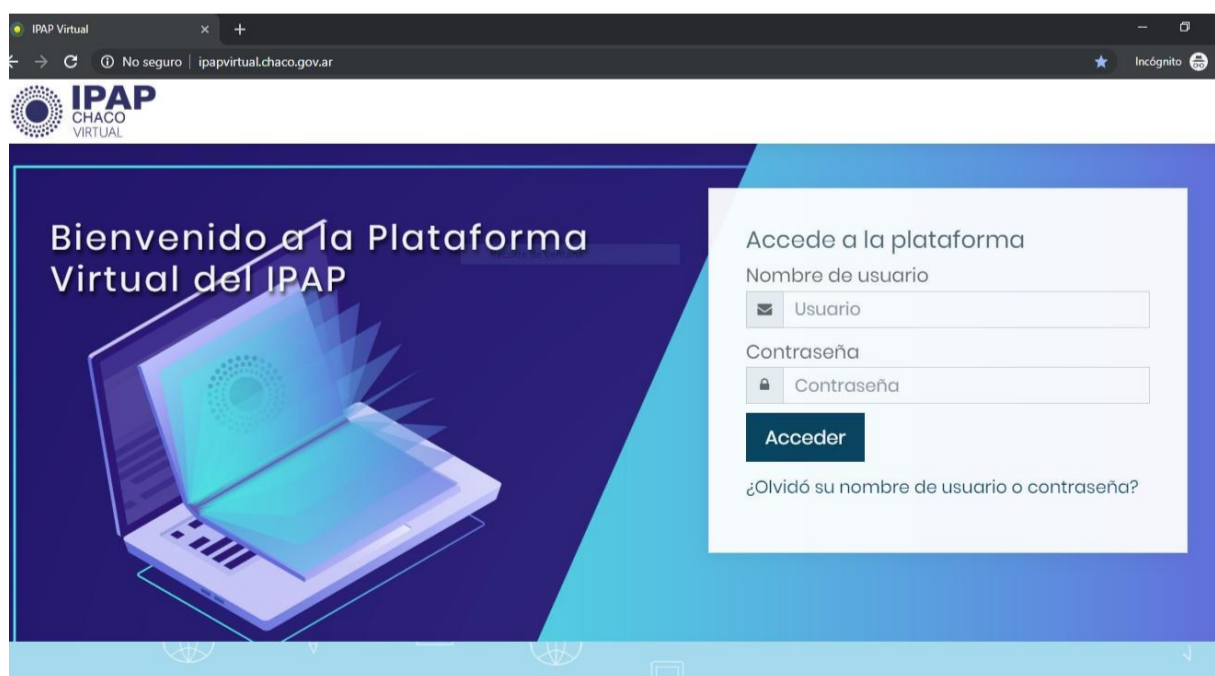 IPAP Virtual
No seguro | ipapvirtual.chaco.gov.ar
Incógnito
IPAP
CHACO
VIRTUAL
Bienvenido a la Plataforma
Virtual del IPAP
Accede a la plataforma
Nombre de usuario
Usuario
Contraseña
Contraseña
Acceder
¿Olvidó su nombre de usuario o contraseña?